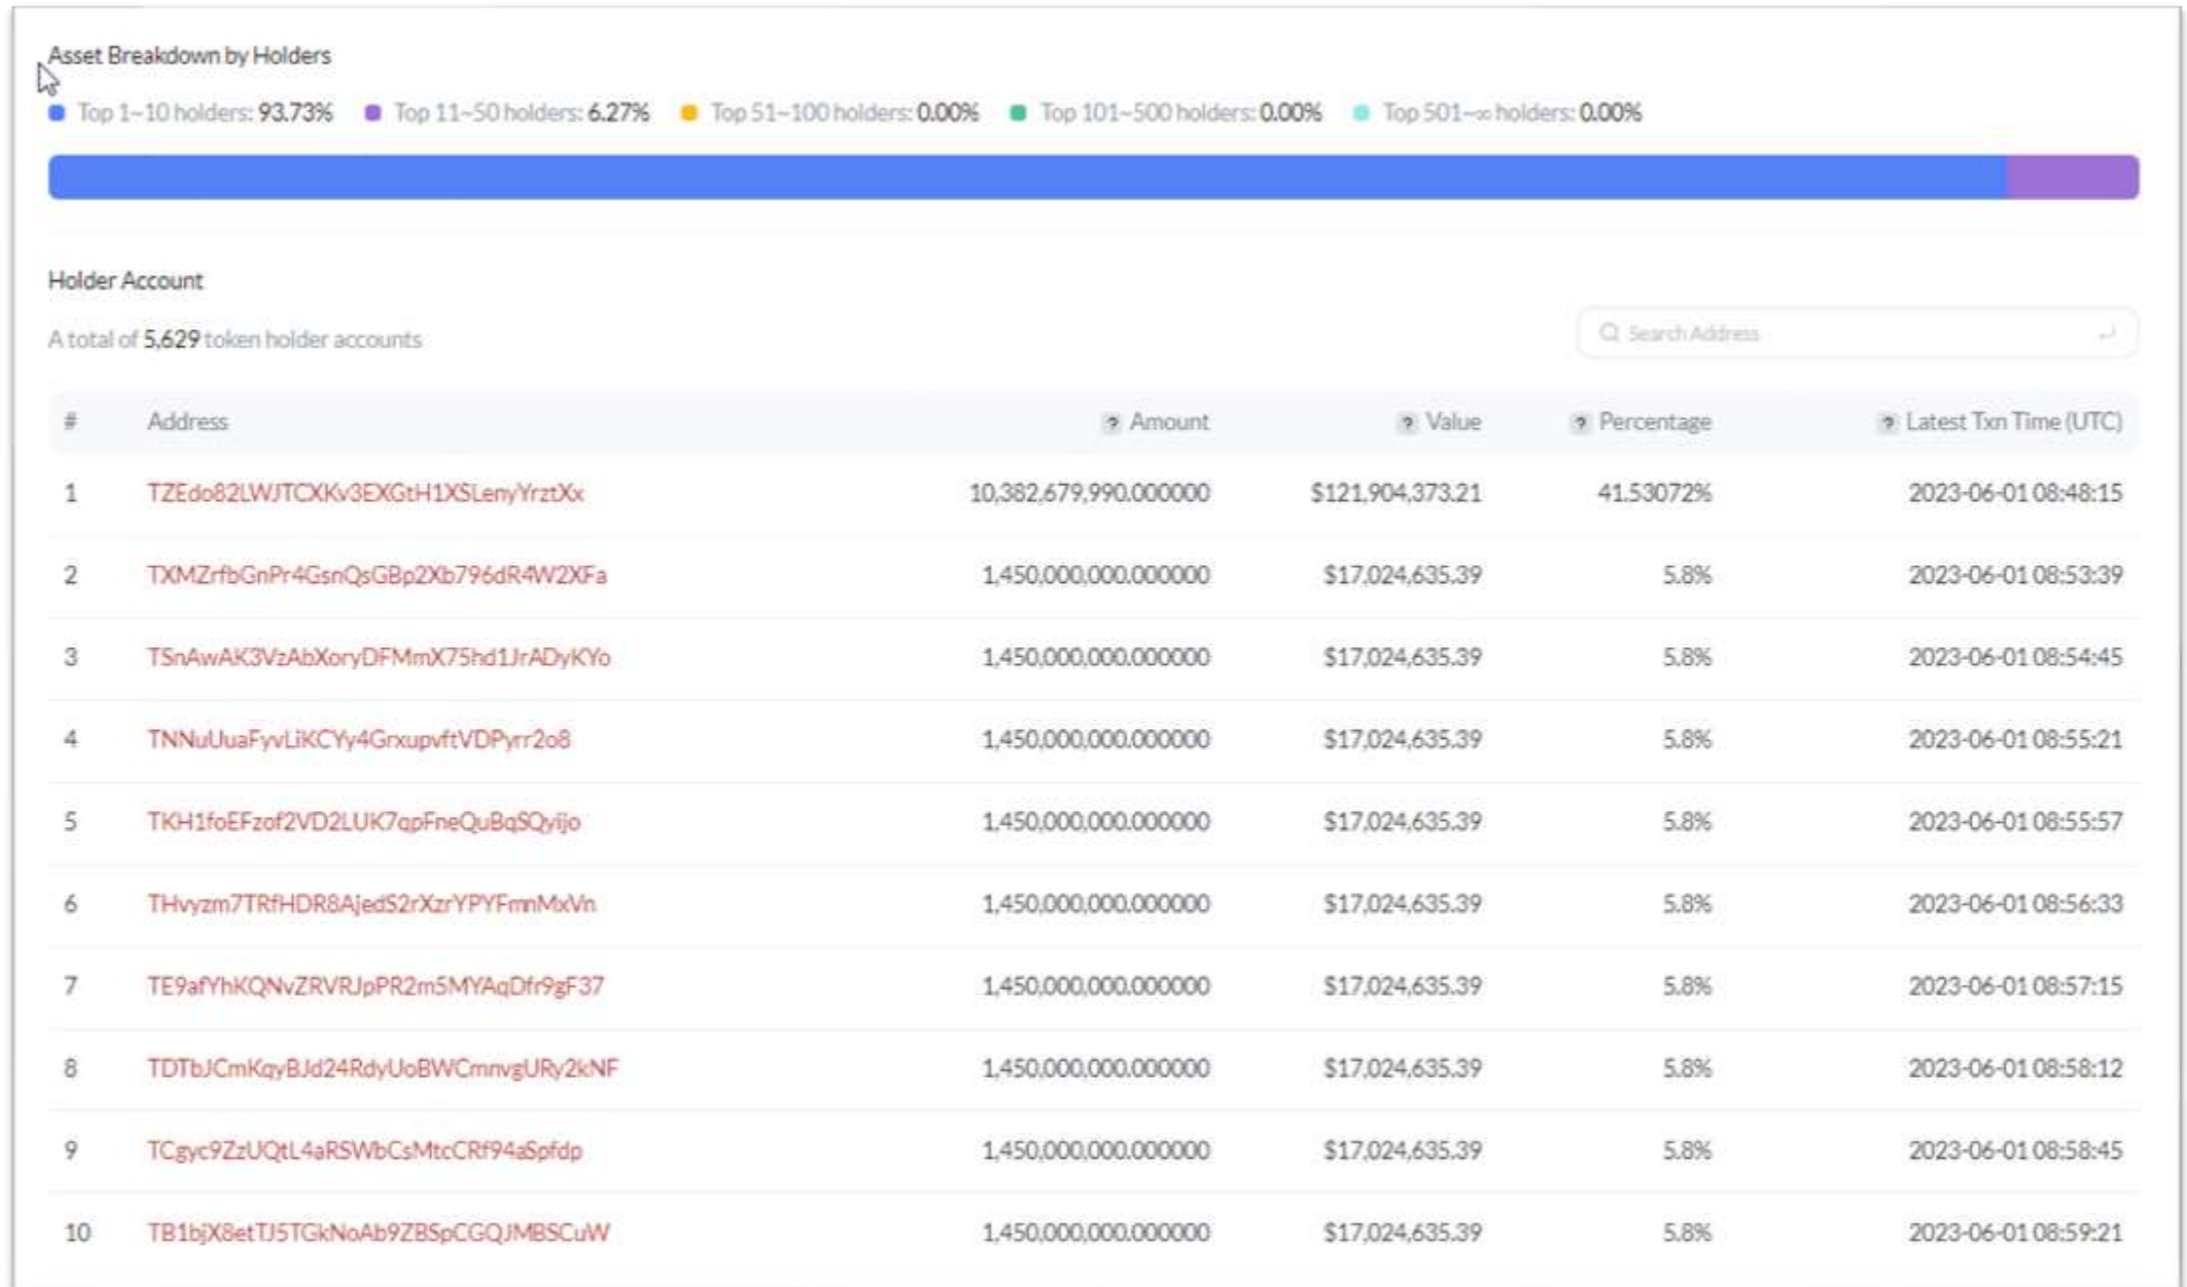 Asset Breakdown by Holders
Top 1~10 holders: 93.73% Top 11~50 holders: 6.27% Top 51~100 holders: 0.00% Top 101~500 holders: 0.00% Top 501~∞ holders: 0.00%
Holder Account
A total of 5,629 token holder accounts
Search Address
# Address ? Amount ? Value ? Percentage ? Latest Txn Time (UTC)
1 TZEdo82LWJTCXKv3EXGtH1XSLenyYrztXx 10,382,679,990.000000 $121,904,373.21 41.53072% 2023-06-01 08:48:15
2 TXMZrfbGnPr4GsnQsGBp2Xb796dR4W2XFa 1,450,000,000.000000 $17,024,635.39 5.8% 2023-06-01 08:53:39
3 TSnAwAK3VzAbXoryDFMmX75hd1JrADyKYo 1,450,000,000.000000 $17,024,635.39 5.8% 2023-06-01 08:54:45
4 TNNuUuaFyvLiKCYy4GrxupvftVDPyrr2o8 1,450,000,000.000000 $17,024,635.39 5.8% 2023-06-01 08:55:21
5 TKH1foEFzof2VD2LUK7qpFneQuBqSQyijo 1,450,000,000.000000 $17,024,635.39 5.8% 2023-06-01 08:55:57
6 THvyzm7TRfHDR8AjedS2rXzrYPYFmnMxVn 1,450,000,000.000000 $17,024,635.39 5.8% 2023-06-01 08:56:33
7 TE9afYhKQNvZRVRJpPR2m5MYAqDfr9gF37 1,450,000,000.000000 $17,024,635.39 5.8% 2023-06-01 08:57:15
8 TDTbJCmKqyBJd24RdyUoBWCmnvgURy2kNF 1,450,000,000.000000 $17,024,635.39 5.8% 2023-06-01 08:58:12
9 TCgyc9ZzUQtL4aRSWbCsMtcCRf94aSpfdp 1,450,000,000.000000 $17,024,635.39 5.8% 2023-06-01 08:58:45
10 TB1bjX8etTJ5TGkNoAb9ZBSpCGQJMBSCuW 1,450,000,000.000000 $17,024,635.39 5.8% 2023-06-01 08:59:21